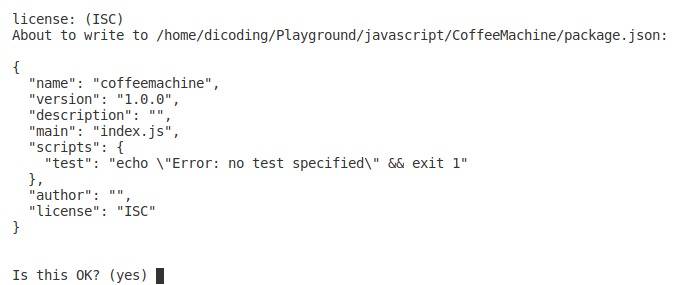 license: (ISC)
About to write to /home/dicoding/Playground/javascript/CoffeeMachine/package.json:

{
  "name": "coffeemachine",
  "version": "1.0.0",
  "description": "",
  "main": "index.js",
  "scripts": {
    "test": "echo \"Error: no test specified\" && exit 1"
  },
  "author": "",
  "license": "ISC"
}

Is this OK? (yes)